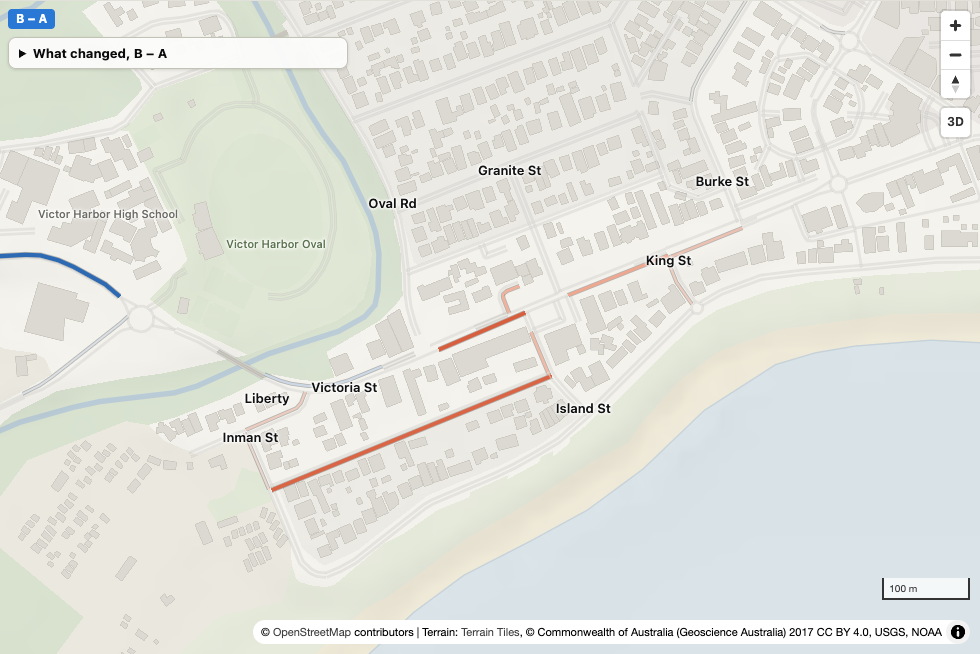 B – A
What changed, B – A
3D
Granite St
Burke St
Oval Rd
Victor Harbor High School
Victor Harbor Oval
King St
Victoria St
Liberty
Island St
Inman St
100 m
© OpenStreetMap contributors | Terrain: Terrain Tiles, © Commonwealth of Australia (Geoscience Australia) 2017 CC BY 4.0, USGS, NOAA